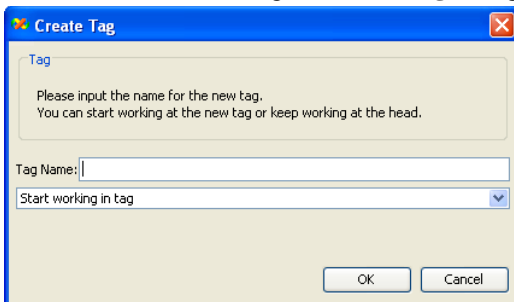 Create Tag
Tag
Please input the name for the new tag.
You can start working at the new tag or keep working at the head.
Tag Name:
Start working in tag
OK Cancel